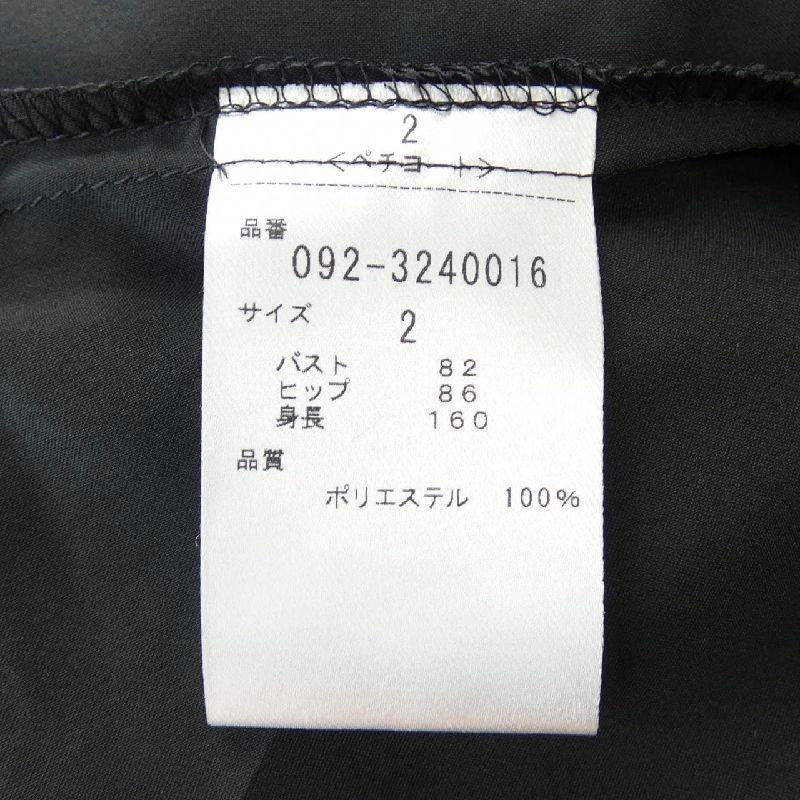 2
<ペチコート>
品番
092-3240016
サイズ
2
バスト 82
ヒップ 86
身長 160
品質
ポリエステル 100%